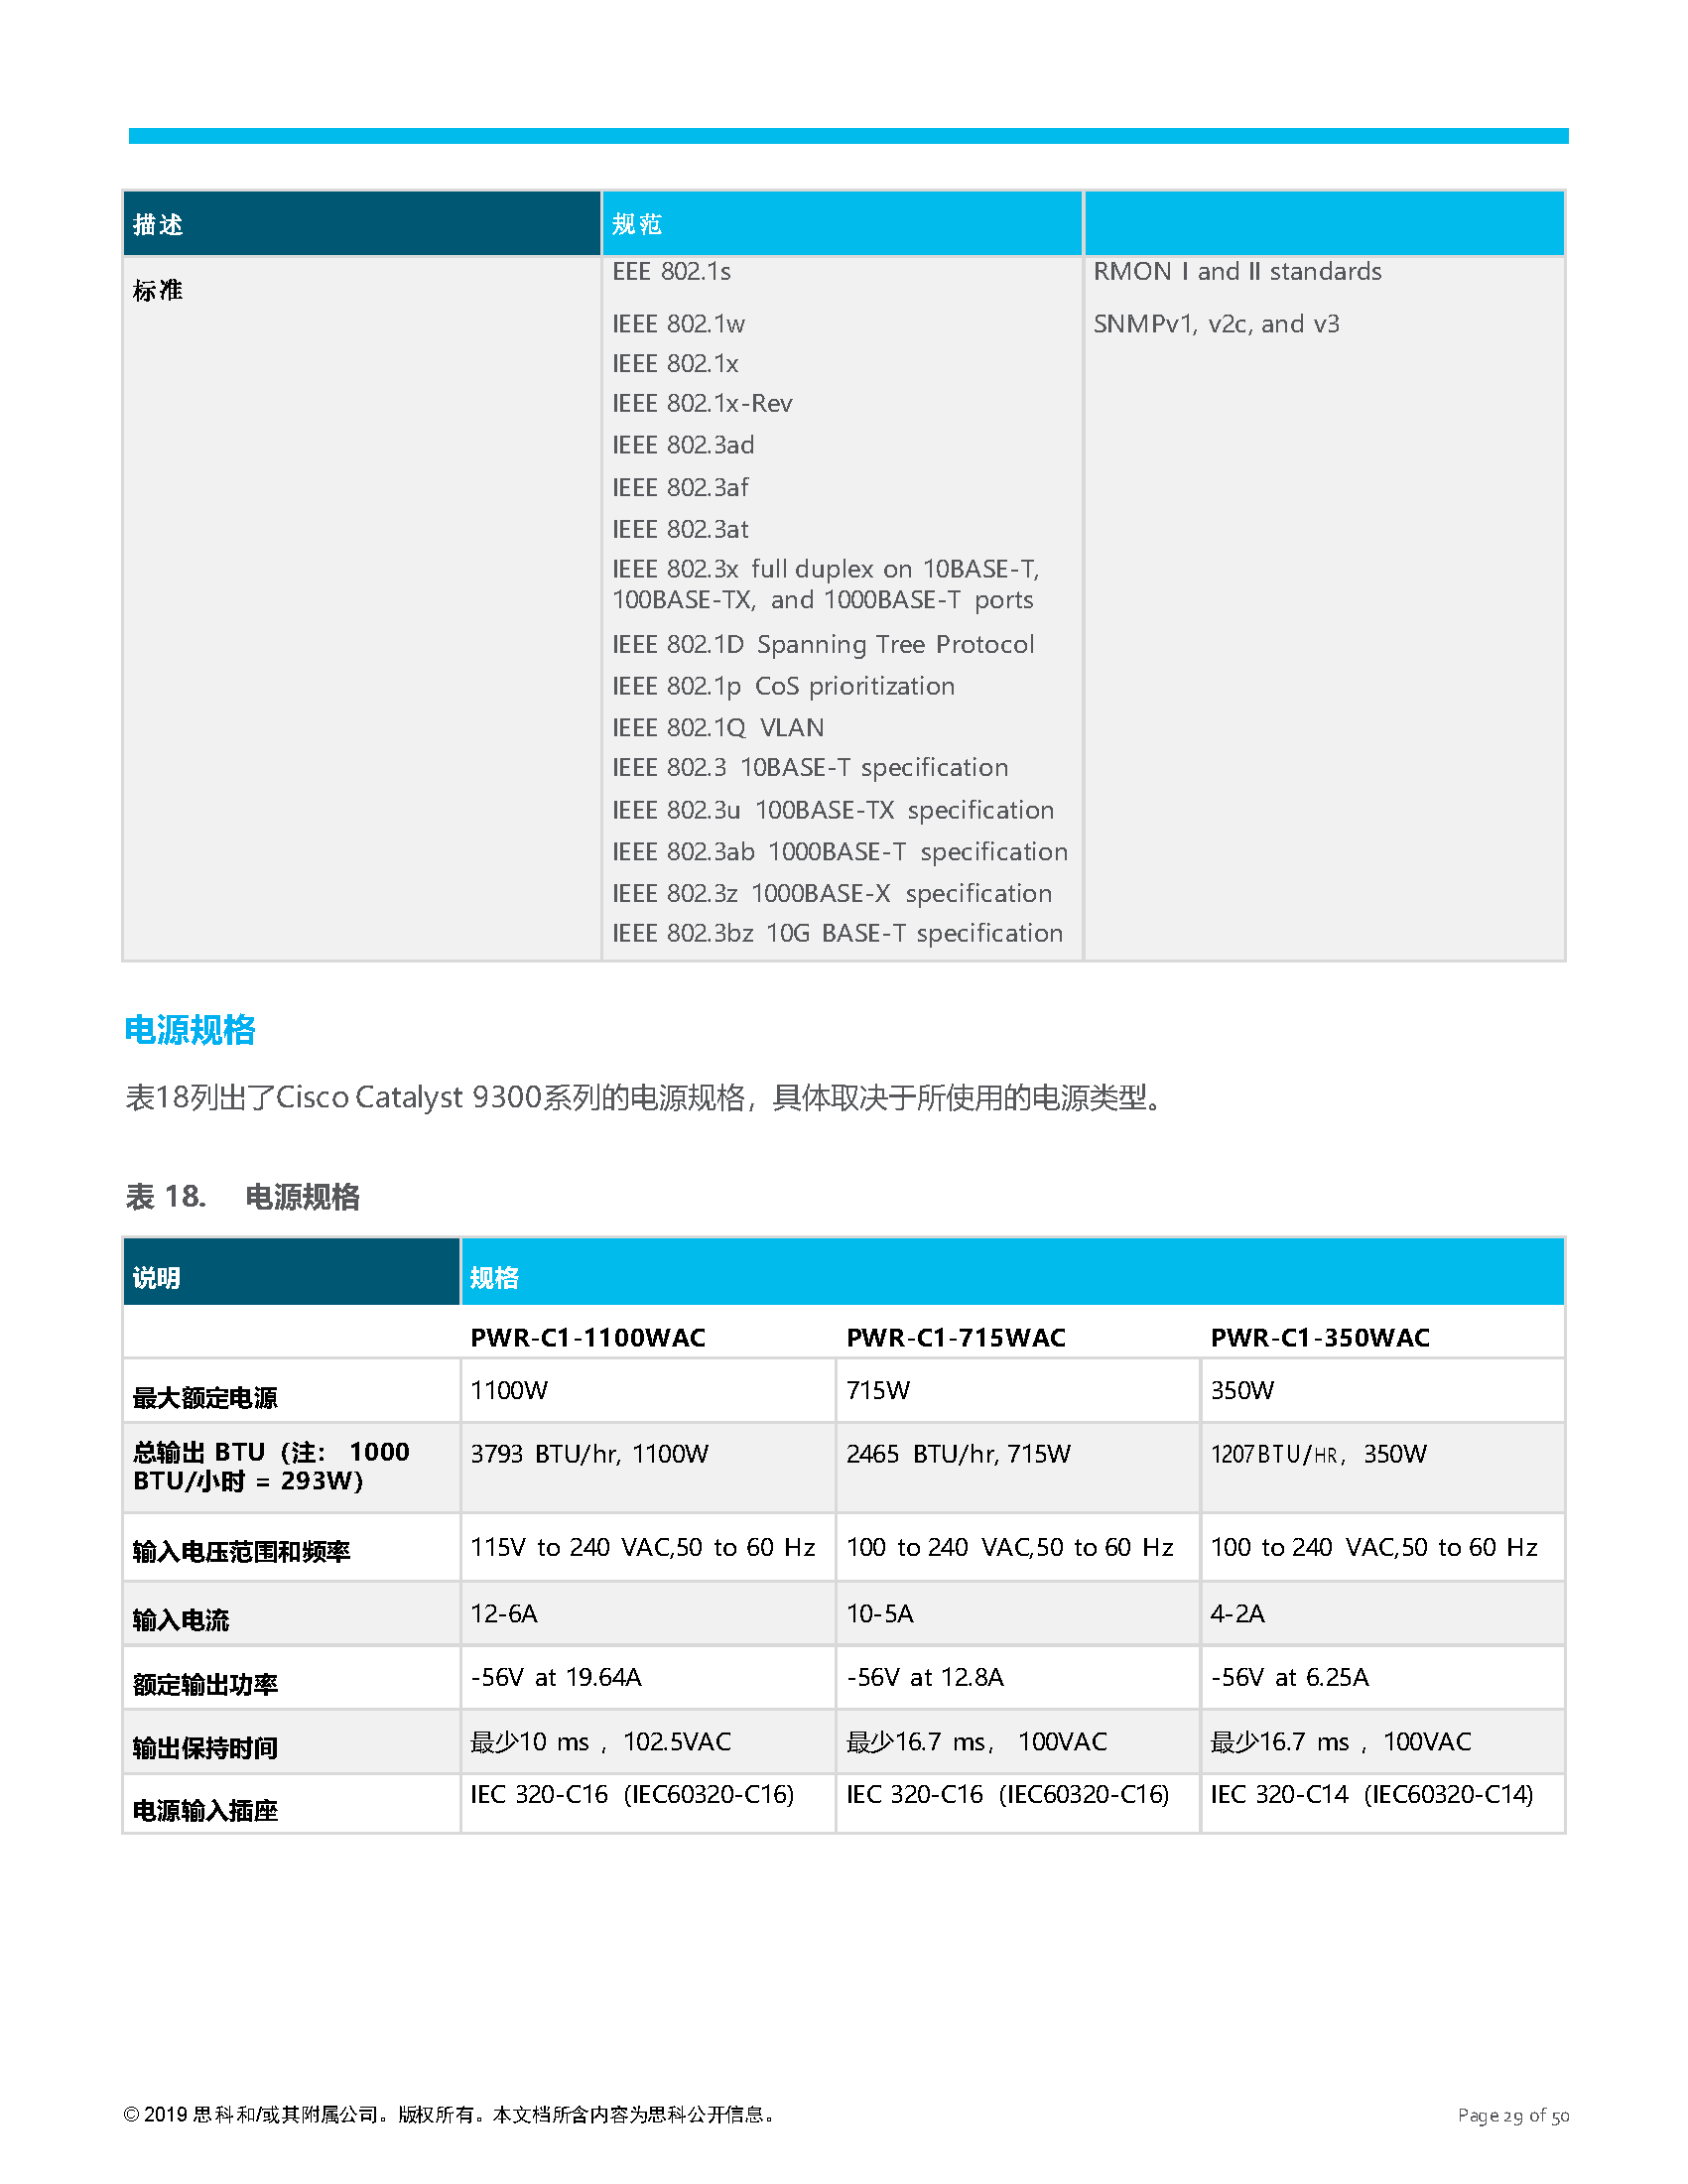 描述 规范
标准 EEE 802.1s RMON I and II standards
IEEE 802.1w SNMPv1, v2c, and v3
IEEE 802.1x
IEEE 802.1x-Rev
IEEE 802.3ad
IEEE 802.3af
IEEE 802.3at
IEEE 802.3x full duplex on 10BASE-T,
100BASE-TX, and 1000BASE-T ports
IEEE 802.1D Spanning Tree Protocol
IEEE 802.1p CoS prioritization
IEEE 802.1Q VLAN
IEEE 802.3 10BASE-T specification
IEEE 802.3u 100BASE-TX specification
IEEE 802.3ab 1000BASE-T specification
IEEE 802.3z 1000BASE-X specification
IEEE 802.3bz 10G BASE-T specification
电源规格
表18列出了Cisco Catalyst 9300系列的电源规格，具体取决于所使用的电源类型。
表 18. 电源规格
说明 规格
PWR-C1-1100WAC PWR-C1-715WAC PWR-C1-350WAC
最大额定电源 1100W 715W 350W
总输出 BTU（注： 1000 3793 BTU/hr, 1100W 2465 BTU/hr, 715W 1207BTU/HR， 350W
BTU/小时 = 293W）
输入电压范围和频率 115V to 240 VAC,50 to 60 Hz 100 to 240 VAC,50 to 60 Hz 100 to 240 VAC,50 to 60 Hz
输入电流 12-6A 10-5A 4-2A
额定输出功率 -56V at 19.64A -56V at 12.8A -56V at 6.25A
输出保持时间 最少10 ms ，102.5VAC 最少16.7 ms， 100VAC 最少16.7 ms ，100VAC
电源输入插座 IEC 320-C16 (IEC60320-C16) IEC 320-C16 (IEC60320-C16) IEC 320-C14 (IEC60320-C14)
© 2019 思科和/或其附属公司。版权所有。本文档所含内容为思科公开信息。 Page 29 of 50